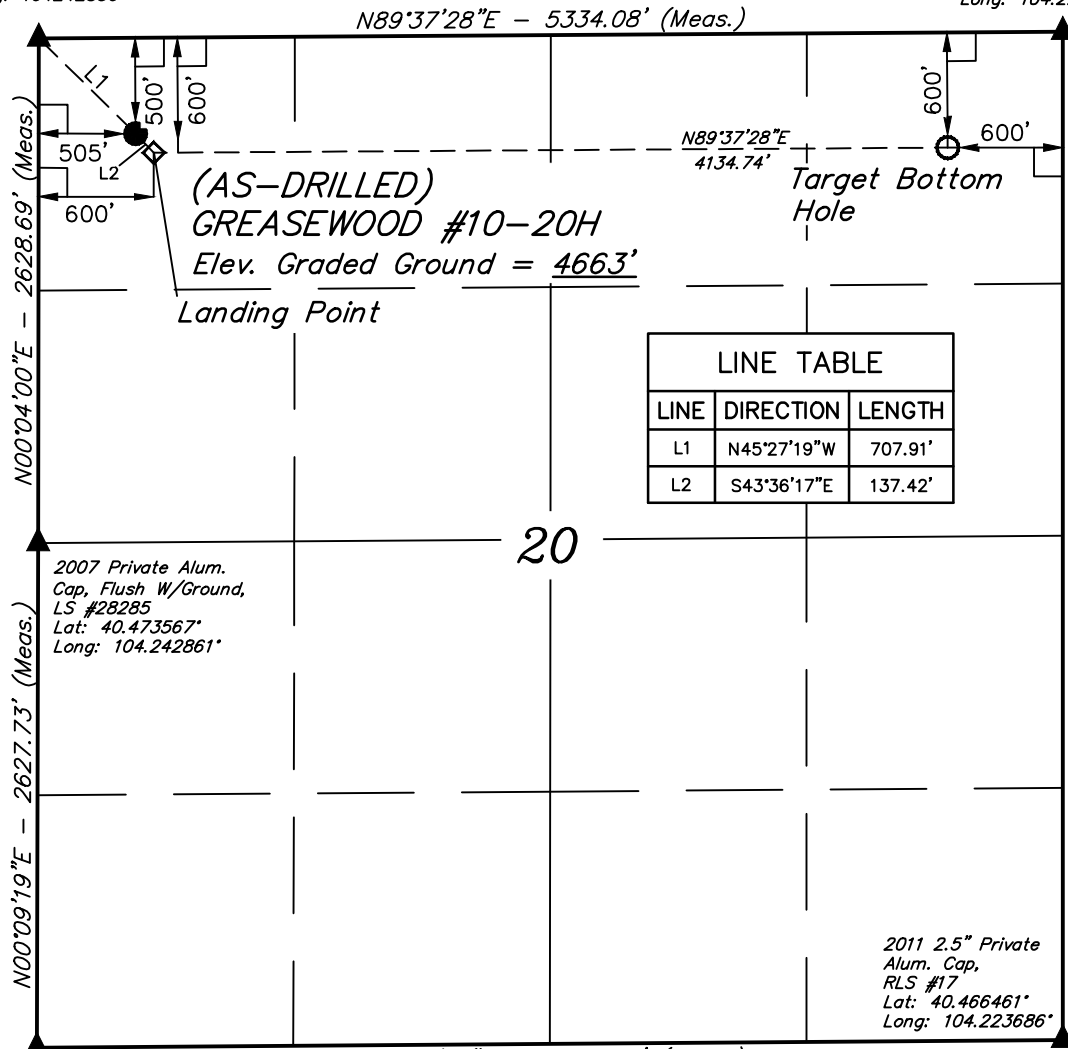 N89°37'28"E - 5334.08' (Meas.)
L1
500'
600'
600'
505'
L2
600'
N89°37'28"E
4134.74'
600'
Target Bottom
Hole
(AS-DRILLED)
GREASEWOOD #10-20H
Elev. Graded Ground = 4663'
Landing Point
N00°04'00"E - 2628.69' (Meas.)
LINE TABLE
LINE DIRECTION LENGTH
L1 N45°27'19"W 707.91'
L2 S43°36'17"E 137.42'
20
2007 Private Alum.
Cap, Flush W/Ground,
LS #28285
Lat: 40.473567°
Long: 104.242861°
N00°09'19"E - 2627.73' (Meas.)
2011 2.5" Private
Alum. Cap,
RLS #17
Lat: 40.466461°
Long: 104.223686°